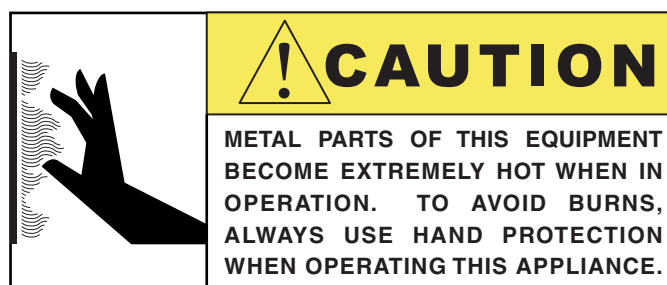 CAUTION
METAL PARTS OF THIS EQUIPMENT
BECOME EXTREMELY HOT WHEN IN
OPERATION. TO AVOID BURNS,
ALWAYS USE HAND PROTECTION
WHEN OPERATING THIS APPLIANCE.